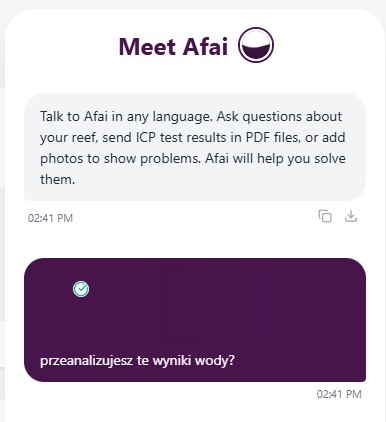 Meet Afai
Talk to Afai in any language. Ask questions about
your reef, send ICP test results in PDF files, or add
photos to show problems. Afai will help you solve
them.
02:41 PM
przeanalizujesz te wyniki wody?
02:41 PM